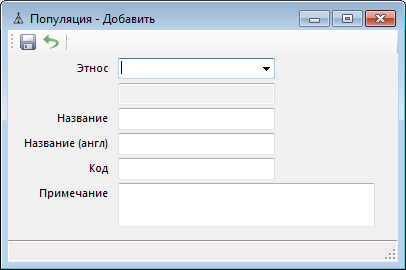 Популяция - Добавить
Этнос
Название
Название (англ)
Код
Примечание